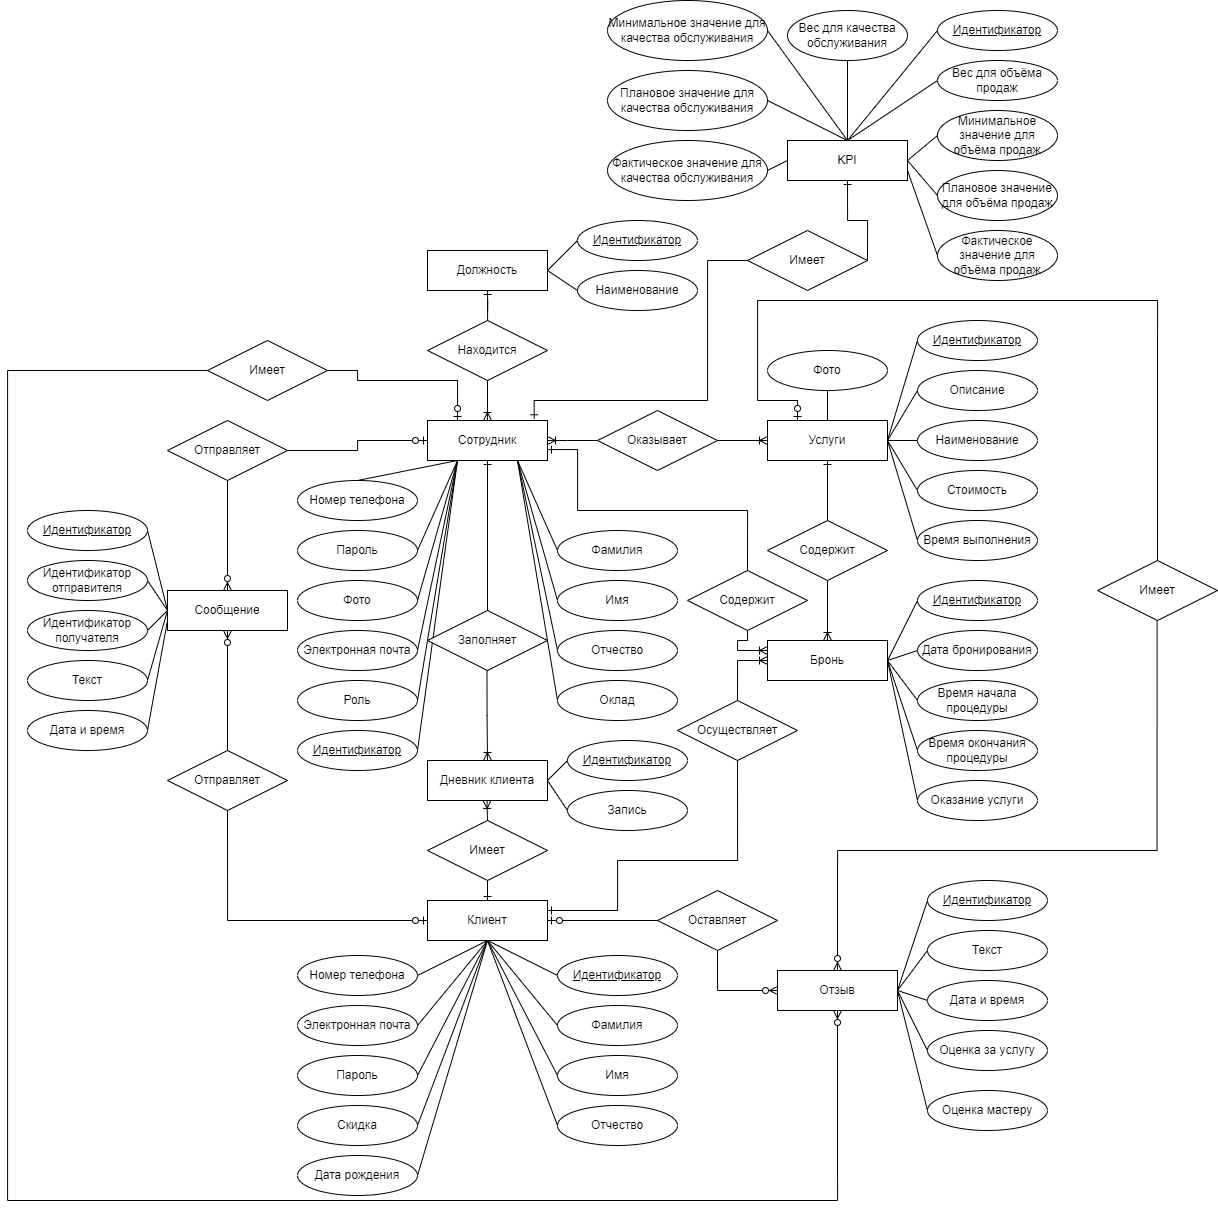 Минимальное значение для
качества обслуживания
Вес для качества
обслуживания
Идентификатор
Вес для объёма
продаж
Плановое значение для
качества обслуживания
Минимальное
значение для
объёма продаж
KPI
Фактическое значение для
качества обслуживания
Плановое значение
для объёма продаж
Фактическое
значение для
объёма продаж
Идентификатор
Должность
Наименование
Имеет
Находится
Имеет
Фото
Идентификатор
Описание
Отправляет
Сотрудник
Оказывает
Услуги
Наименование
Стоимость
Время выполнения
Номер телефона
Пароль
Фото
Электронная почта
Роль
Идентификатор
Фамилия
Имя
Отчество
Оклад
Содержит
Содержит
Имеет
Идентификатор
Идентификатор
отправителя
Идентификатор
получателя
Текст
Дата и время
Сообщение
Заполняет
Бронь
Идентификатор
Дата бронирования
Время начала
процедуры
Время окончания
процедуры
Оказание услуги
Осуществляет
Отправляет
Дневник клиента
Идентификатор
Запись
Имеет
Клиент
Оставляет
Идентификатор
Текст
Отзыв
Дата и время
Оценка за услугу
Оценка мастеру
Номер телефона
Электронная почта
Пароль
Скидка
Дата рождения
Идентификатор
Фамилия
Имя
Отчество